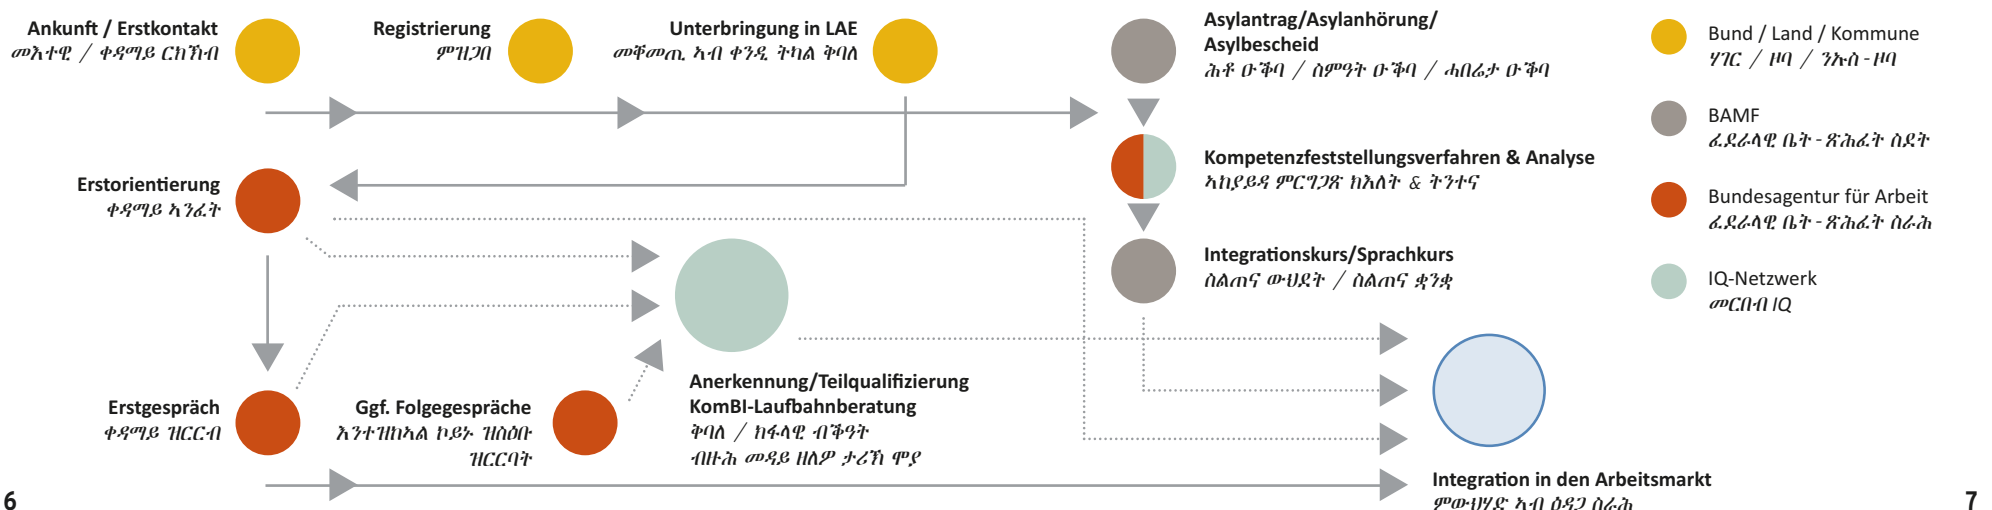 Ankunft / Erstkontakt
መእተዊ / ቀዳማይ ርክኽብ
Registrierung
ምዝጋበ
Unterbringung in LAE
መቐመጢ ኣብ ቀንዲ ትካል ቅባለ
Asylantrag/Asylanhörung/
Asylbescheid
ሕቶ ዑቕባ / ስምዓት ዑቕባ / ሓበሬታ ዑቕባ
Kompetenzfeststellungsverfahren & Analyse
ኣከያይዳ ምርግጋጽ ክእለት & ትንተና
Integrationskurs/Sprachkurs
ስልጠና ውህደት / ስልጠና ቋንቋ
Erstorientierung
ቀዳማይ ኣንፈት
Erstgespräch
ቀዳማይ ዝርርብ
Ggf. Folgegespräche
እንተዝከኣል ኮይኑ ዝስዕቡ
ዝርርባት
Anerkennung/Teilqualifizierung
KomBI-Laufbahnberatung
ቅባለ / ክፋላዊ ብቕዓት
ብዙሕ መዳይ ዘለዎ ታሪኽ ሞያ
Integration in den Arbeitsmarkt
ምውህሃድ ኣብ ዕዳጋ ስራሕ
Bund / Land / Kommune
ሃገር / ዞባ / ንኡስ-ዞባ
BAMF
ፈደራላዊ ቤት-ጽሕፈት ስደት
Bundesagentur für Arbeit
ፈደራላዊ ቤት-ጽሕፈት ስራሕ
IQ-Netzwerk
መርበብ IQ
6
7